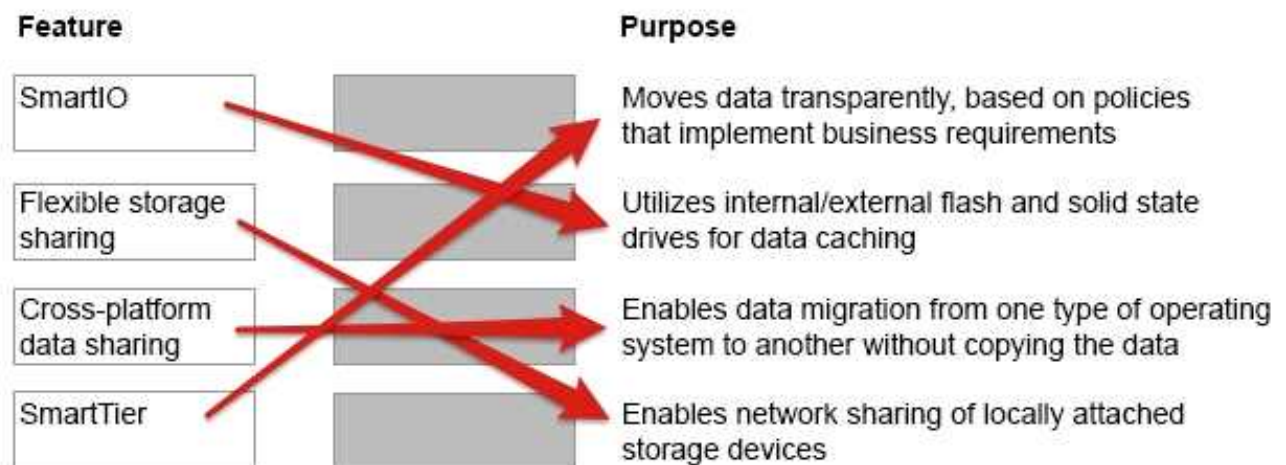 Feature
Purpose
SmartIO
Moves data transparently, based on policies
that implement business requirements
Flexible storage
sharing
Utilizes internal/external flash and solid state
drives for data caching
Cross-platform
data sharing
Enables data migration from one type of operating
system to another without copying the data
SmartTier
Enables network sharing of locally attached
storage devices